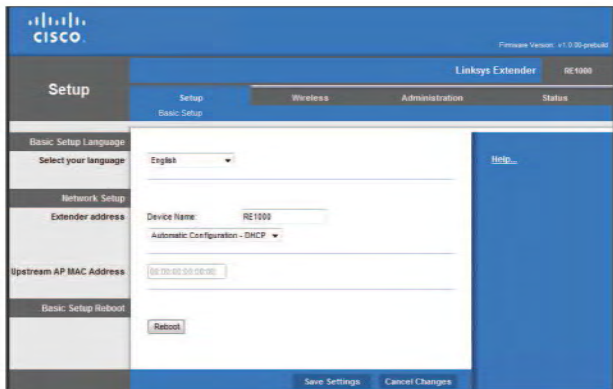 CISCO
Firmware Version: v1.0.00-prebuild
Linksys Extender RE1000
Setup
Setup Wireless Administration Status
Basic Setup
Basic Setup Language
Select your language English
Help...
Network Setup
Extender address Device Name: RE1000
Automatic Configuration - DHCP
Upstream AP MAC Address 00:00:00:00:00:00
Basic Setup Reboot
Reboot
Save Settings Cancel Changes